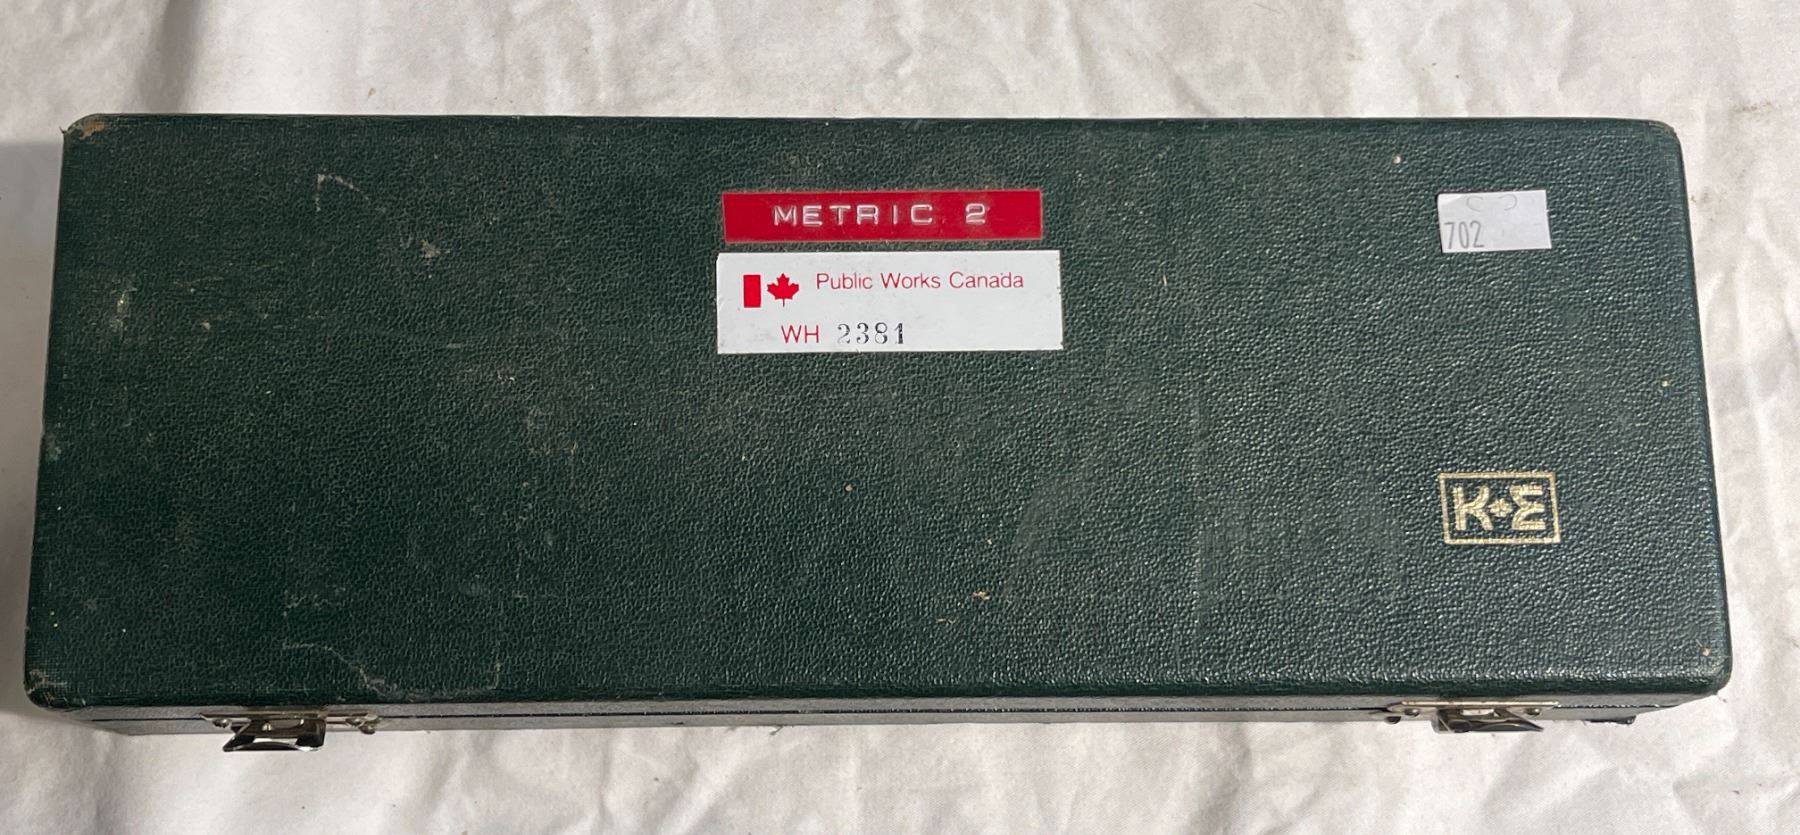 METRIC 2
702
Public Works Canada
WH 2381
K+E